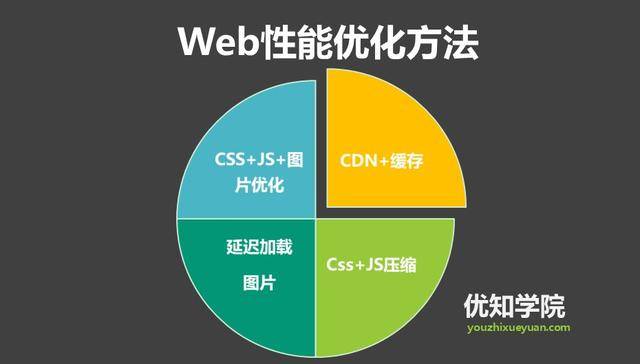 Web性能优化方法
CSS+JS+图
片优化
CDN+缓存
延迟加载
图片
Css+JS压缩
优知学院
youzhixueyuan.com